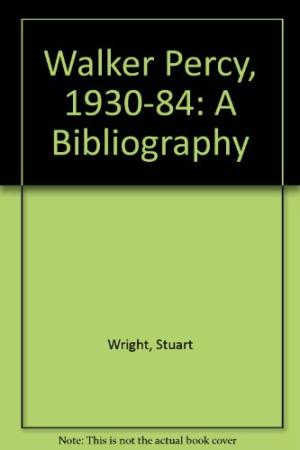 Walker Percy,
1930-84: A
Bibliography
Wright, Stuart
Note: This is not the actual book cover